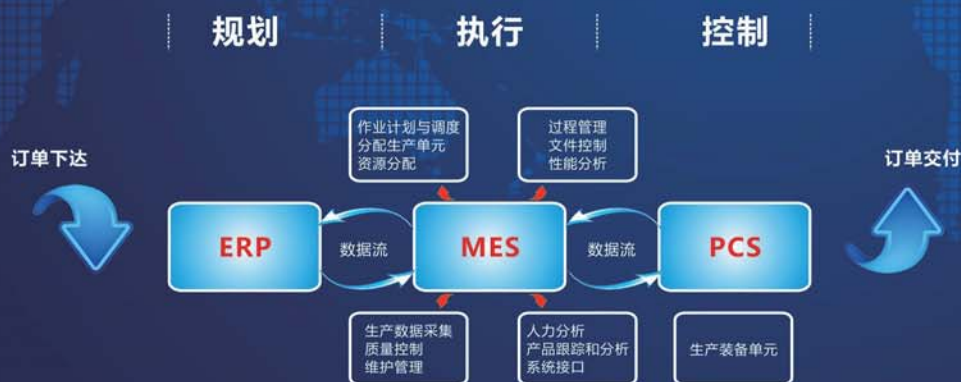 规划
执行
控制
作业计划与调度
分配生产单元
资源分配
过程管理
文件控制
性能分析
订单下达
订单交付
ERP
数据流
MES
数据流
PCS
生产数据采集
质量控制
维护管理
人力分析
产品跟踪和分析
系统接口
生产装备单元